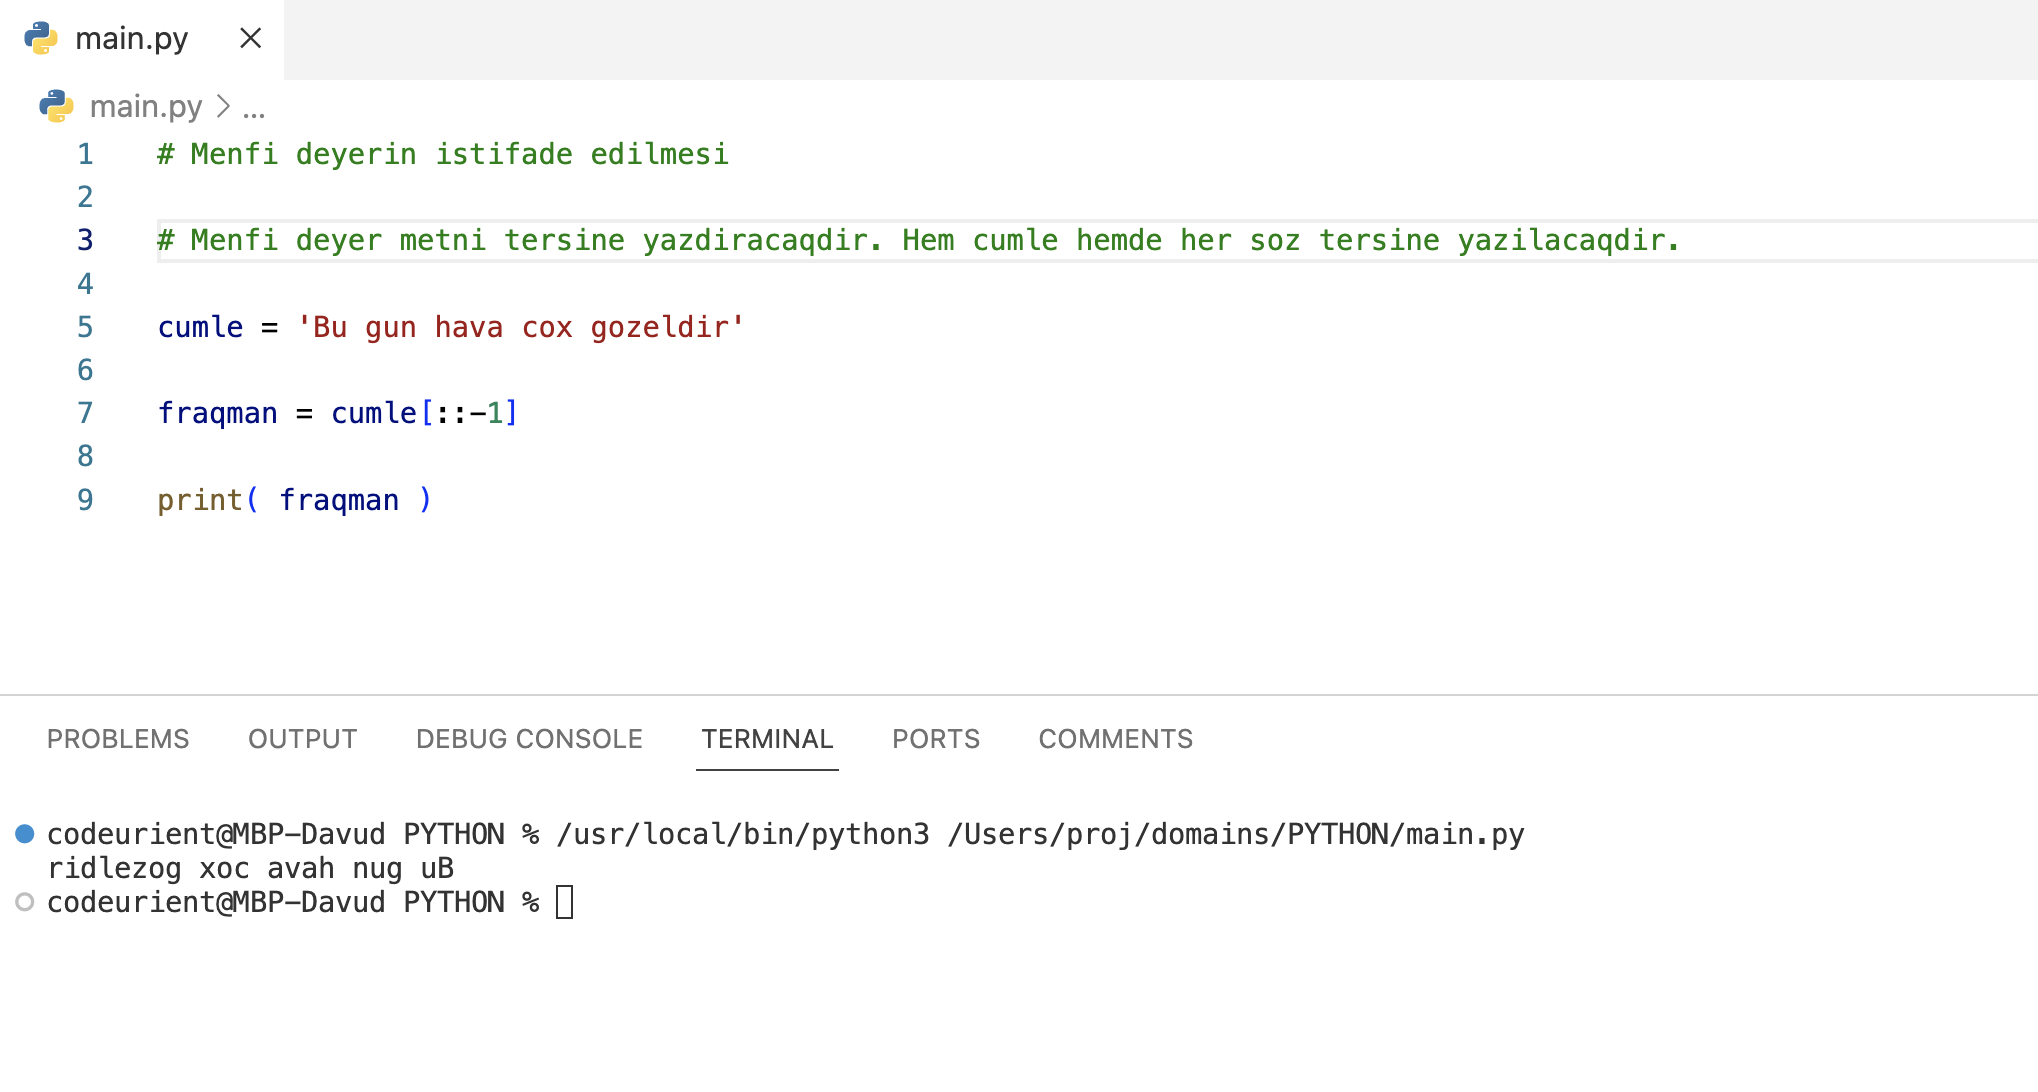 main.py
main.py > ...
1 # Menfi deyerin istifade edilmesi
2
3 # Menfi deyer metni tersine yazdiracaqdir. Hem cumle hemde her soz tersine yazilacaqdir.
4
5 cumle = 'Bu gun hava cox gozeldir'
6
7 fraqman = cumle[::-1]
8
9 print( fraqman )
PROBLEMS OUTPUT DEBUG CONSOLE TERMINAL PORTS COMMENTS
codeurient@MBP-Davud PYTHON % /usr/local/bin/python3 /Users/proj/domains/PYTHON/main.py
ridlezog xoc avah nug uB
codeurient@MBP-Davud PYTHON %